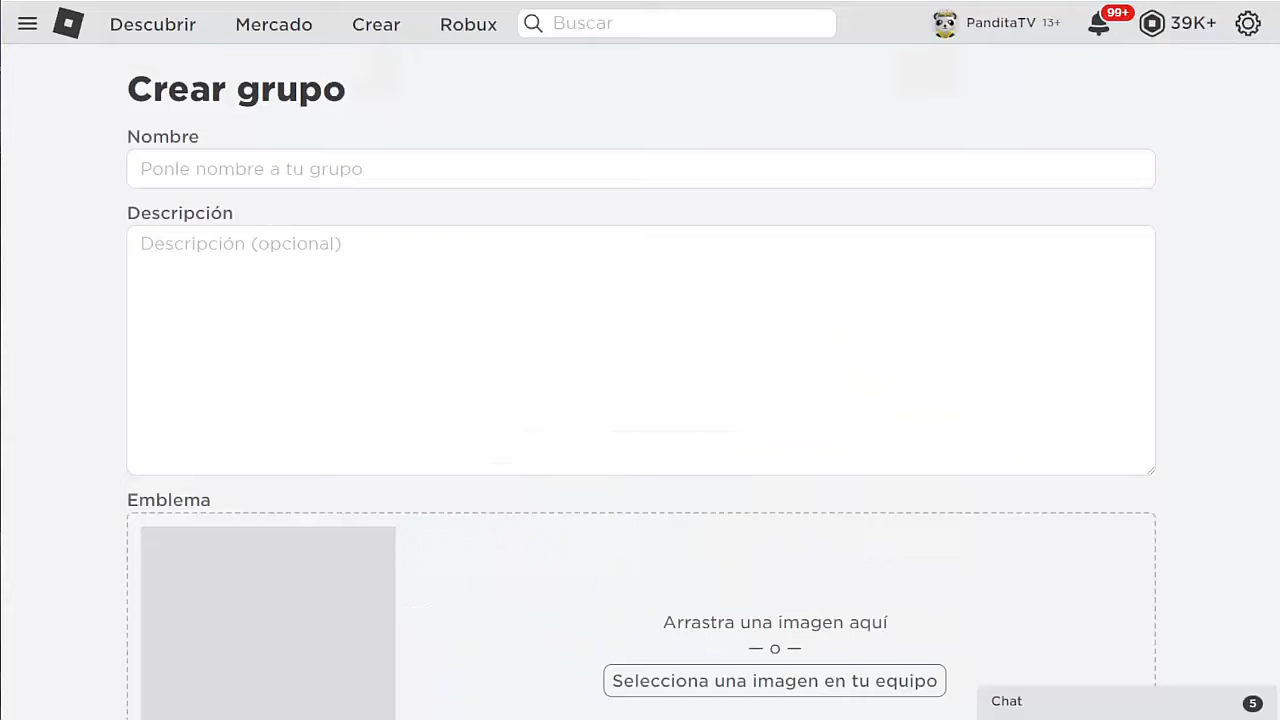 Descubrir Mercado Crear Robux Buscar PanditaTV 13+ 99+ 39K+
Crear grupo
Nombre
Ponle nombre a tu grupo
Descripción
Descripción (opcional)
Emblema
Arrastra una imagen aquí
— o —
Selecciona una imagen en tu equipo
Chat 5